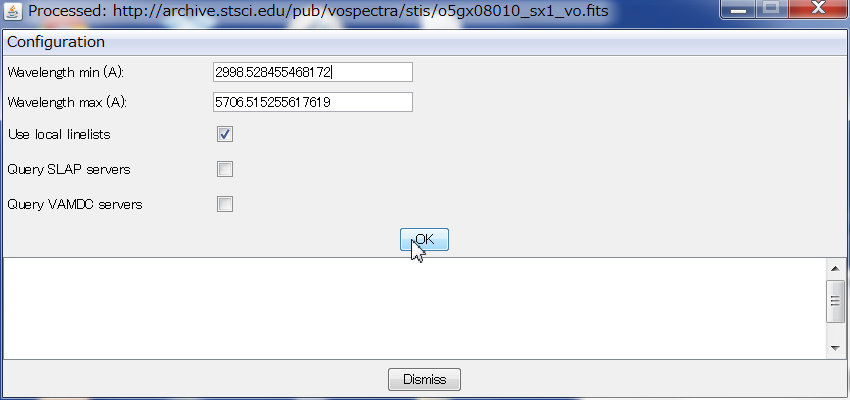 Processed: http://archive.stsci.edu/pub/vospectra/stis/o5gx08010_sx1_vo.fits
Configuration
Wavelength min (A): 2998.528455468172
Wavelength max (A): 5706.515255617619
Use local linelists
Query SLAP servers
Query VAMDC servers
OK
Dismiss